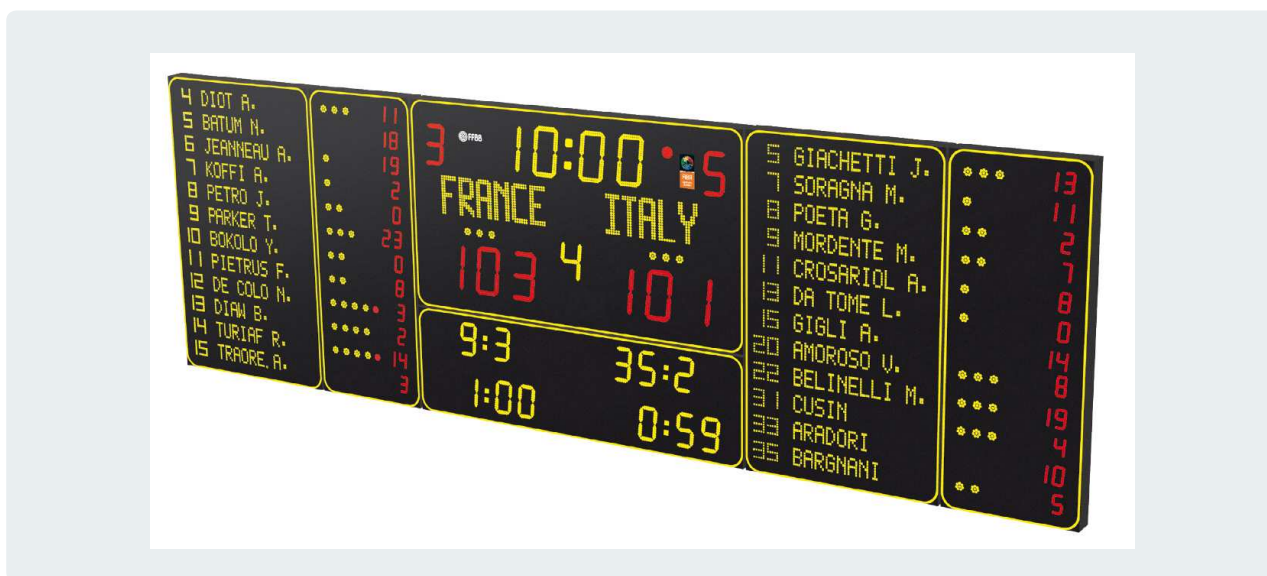 4 DIOT A. 11
5 BATUM N. 18
6 JEANNEAU A. 19
7 KOFFI A. 2
8 PETRO J. 0
9 PARKER T. 23
10 BOKOLO Y. 0
11 PIETRUS F. 8
12 DE COLO N. 3
13 DIAW B. 2
14 TURIAF R. 14
15 TRAORE.A. 3
3 FFBB 10:00 5
FRANCE ITALY
103 4 101
9:3 35:2
1:00 0:59
5 GIACHETTI J. 13
7 SORAGNA M. 11
8 POETA G. 2
9 MORDENTE M. 7
11 CROSARIOL A. 8
13 DA TOME L. 0
15 GIGLI A. 14
20 AMOROSO V. 8
22 BELINELLI M. 19
31 CUSIN 4
33 ARADORI 10
35 BARGNANI 5